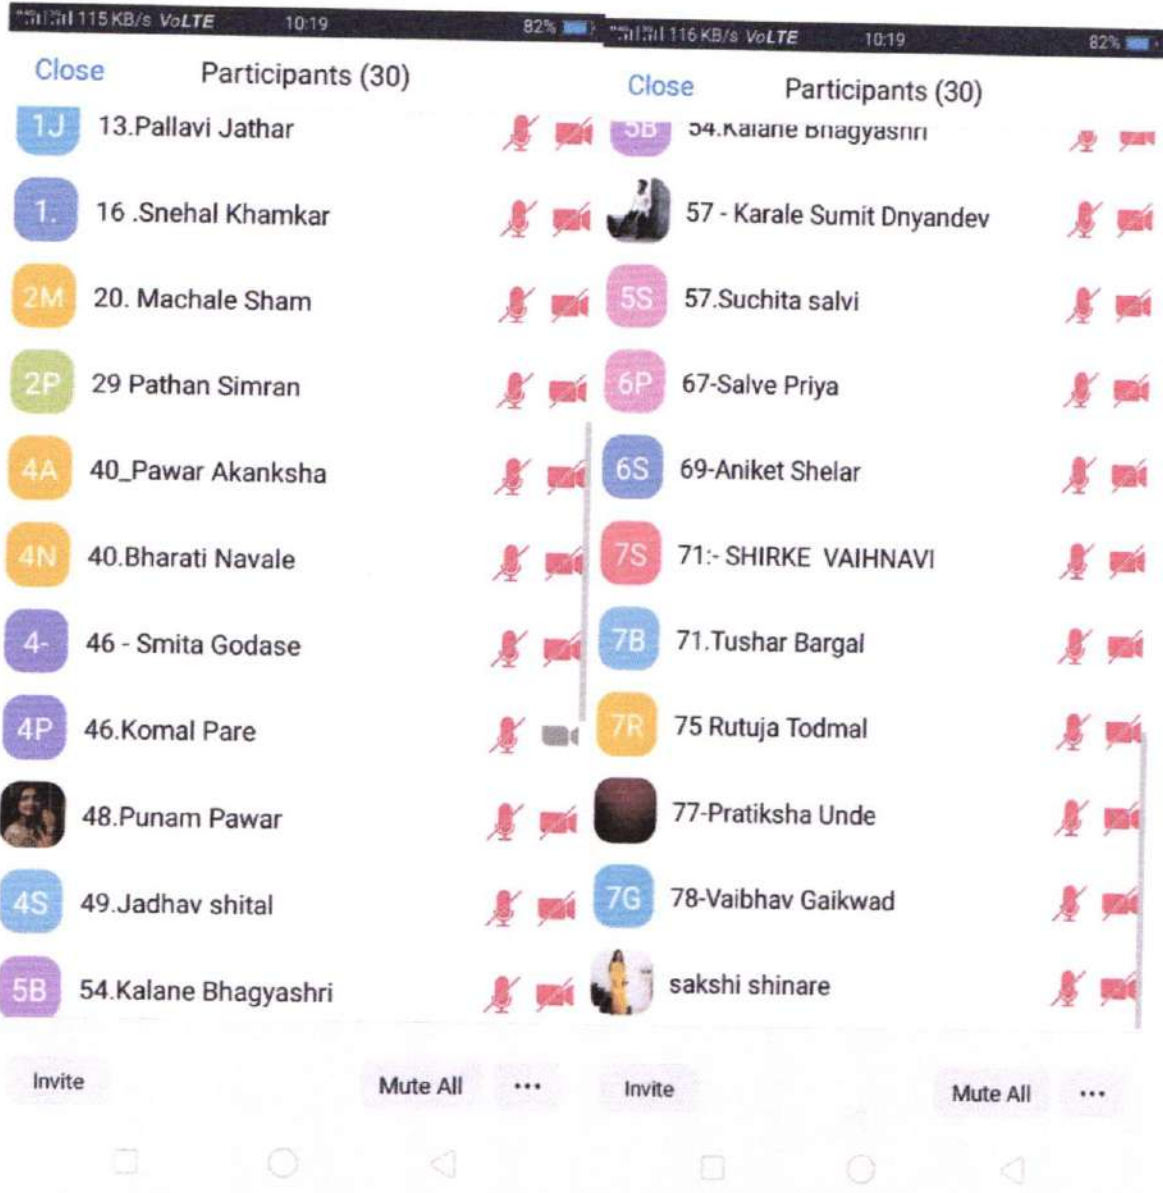 115 KB/s VoLTE 10:19 82%
Close Participants (30)
1J 13.Pallavi Jathar
1. 16 .Snehal Khamkar
2M 20. Machale Sham
2P 29 Pathan Simran
4A 40_Pawar Akanksha
4N 40.Bharati Navale
4- 46 - Smita Godase
4P 46.Komal Pare
48.Punam Pawar
4S 49.Jadhav shital
5B 54.Kalane Bhagyashri
Invite Mute All ...
116 KB/s VoLTE 10:19 82%
Close Participants (30)
5B 54.Kalane Bhagyashri
57 - Karale Sumit Dnyandev
5S 57.Suchita salvi
6P 67-Salve Priya
6S 69-Aniket Shelar
7S 71:- SHIRKE VAIHNAVI
7B 71.Tushar Bargal
7R 75 Rutuja Todmal
77-Pratiksha Unde
7G 78-Vaibhav Gaikwad
sakshi shinare
Invite Mute All ...